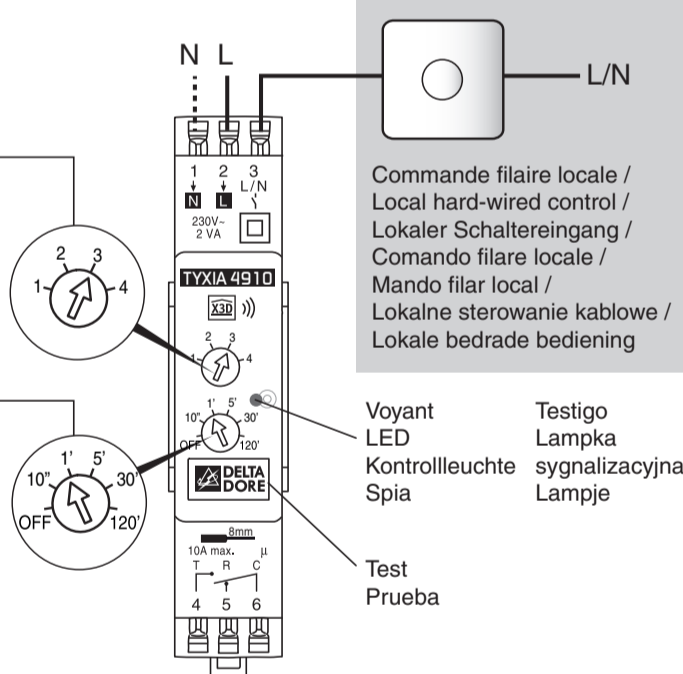 N L
L/N
Commande filaire locale /
Local hard-wired control /
Lokaler Schaltereingang /
Comando filare locale /
Mando filar local /
Lokalne sterowanie kablowe /
Lokale bedrade bediening
1 2 3
N L L/N
230V~
2 VA
TYXIA 4910
X3D
1 2 3 4
1 2 3 4
OFF 10" 1' 5' 30' 120'
OFF 10" 1' 5' 30' 120'
DELTA
DORE
Voyant
LED
Kontrollleuchte
Spia
Testigo
Lampka
sygnalizacyjna
Lampje
Test
Prueba
8mm
10A max. µ
T R C
4 5 6